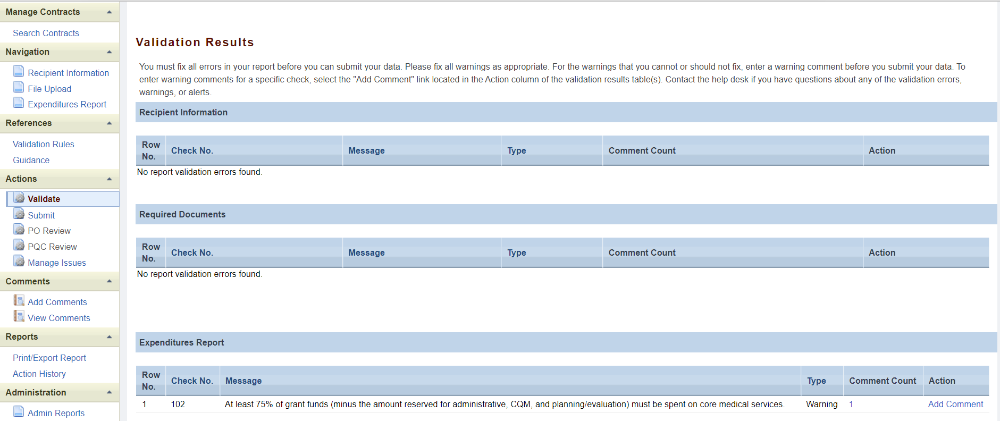 Manage Contracts
Search Contracts
Navigation
Recipient Information
File Upload
Expenditures Report
References
Validation Rules
Guidance
Actions
Validate
Submit
PO Review
PQC Review
Manage Issues
Comments
Add Comments
View Comments
Reports
Print/Export Report
Action History
Administration
Admin Reports
Validation Results
You must fix all errors in your report before you can submit your data. Please fix all warnings as appropriate. For the warnings that you cannot or should not fix, enter a warning comment before you submit your data. To
enter warning comments for a specific check, select the "Add Comment" link located in the Action column of the validation results table(s). Contact the help desk if you have questions about any of the validation errors,
warnings, or alerts.
Recipient Information
Row No. Check No. Message Type Comment Count Action
No report validation errors found.
Required Documents
Row No. Check No. Message Type Comment Count Action
No report validation errors found.
Expenditures Report
Row No. Check No. Message Type Comment Count Action
1 102 At least 75% of grant funds (minus the amount reserved for administrative, CQM, and planning/evaluation) must be spent on core medical services. Warning 1 Add Comment